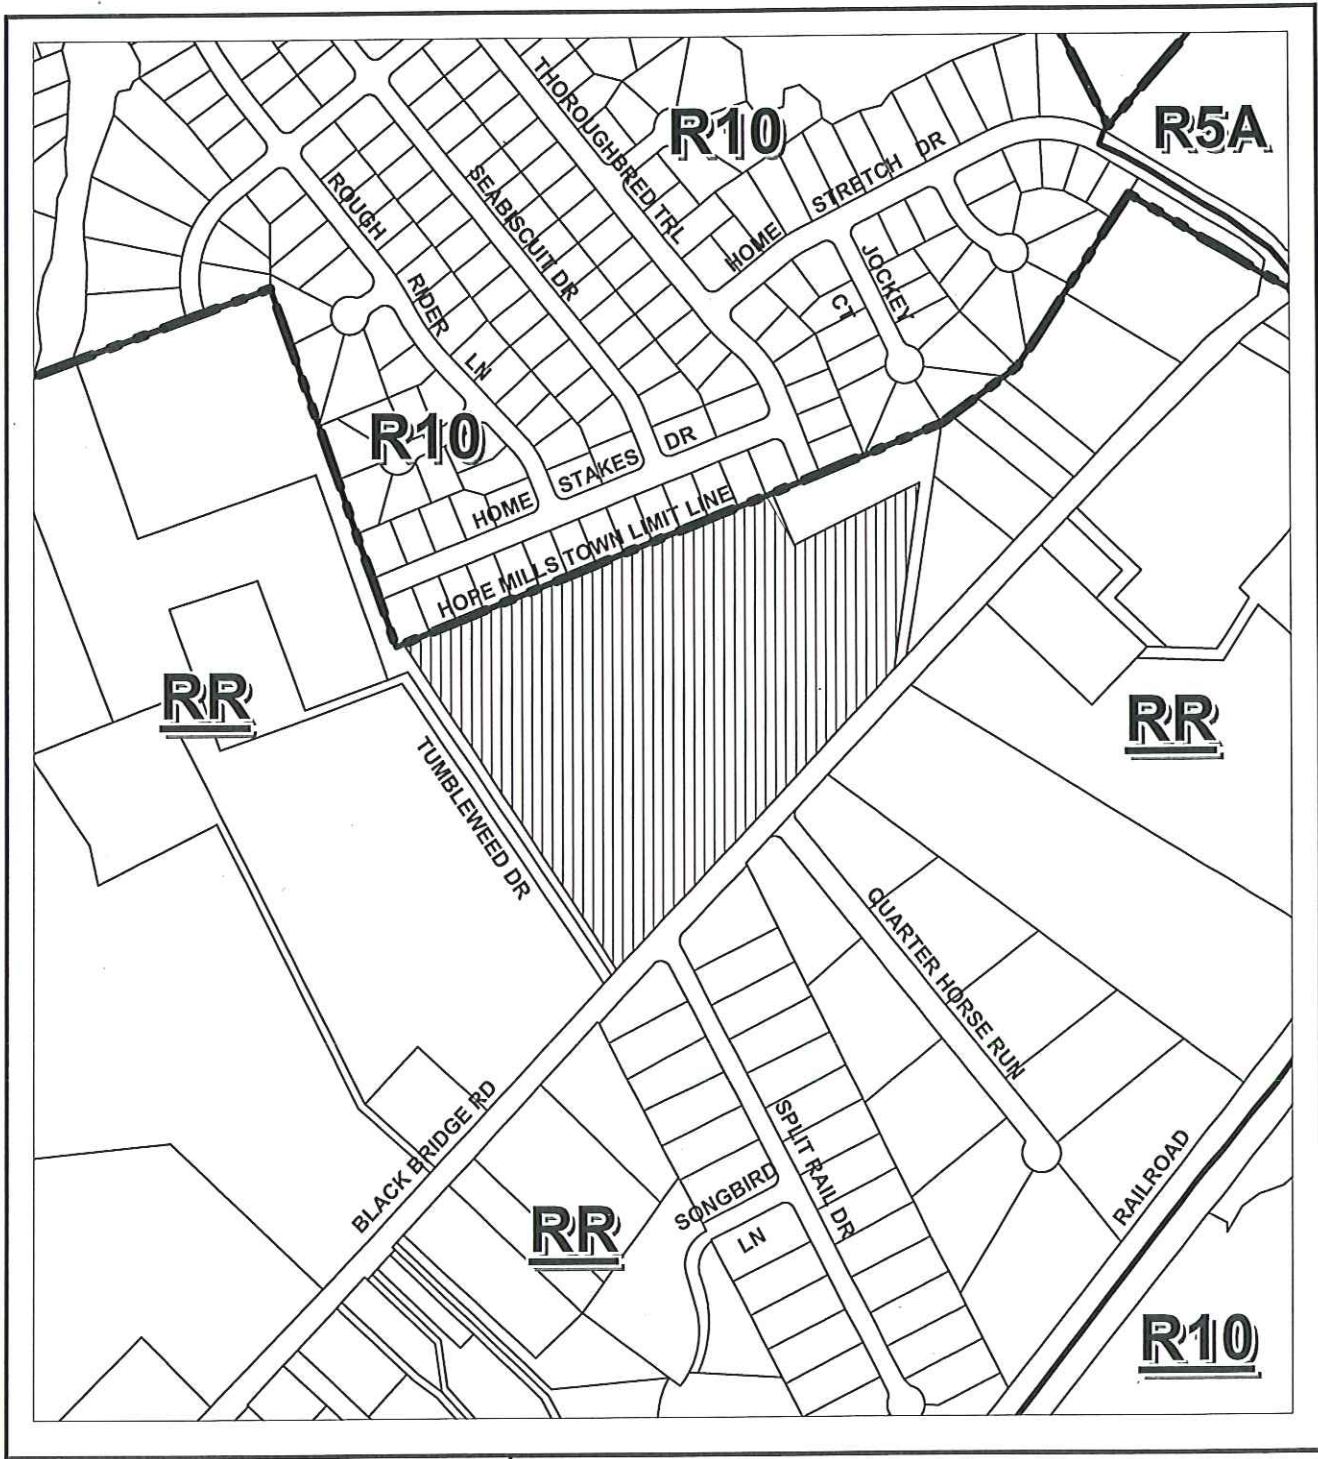 THOROUGHBRED TRL
R10
R5A
HOME STRETCH DR
SEABISCUIT DR
ROUGH RIDER LN
JOCKEY CT
R10
HOME STAKES DR
HOPE MILLS TOWN LIMIT LINE
RR
RR
TUMBLEWEED DR
QUARTER HORSE RUN
BLACK BRIDGE RD
SPLIT RAIL DR
SONGBIRD LN
RAILROAD
RR
R10